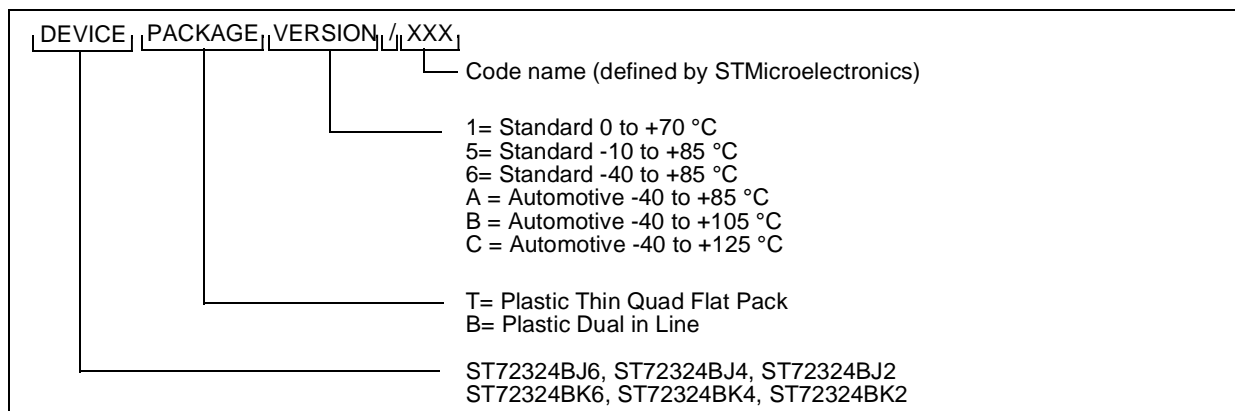 DEVICE PACKAGE VERSION / XXX
Code name (defined by STMicroelectronics)
1= Standard 0 to +70 °C
5= Standard -10 to +85 °C
6= Standard -40 to +85 °C
A = Automotive -40 to +85 °C
B = Automotive -40 to +105 °C
C = Automotive -40 to +125 °C
T= Plastic Thin Quad Flat Pack
B= Plastic Dual in Line
ST72324BJ6, ST72324BJ4, ST72324BJ2
ST72324BK6, ST72324BK4, ST72324BK2